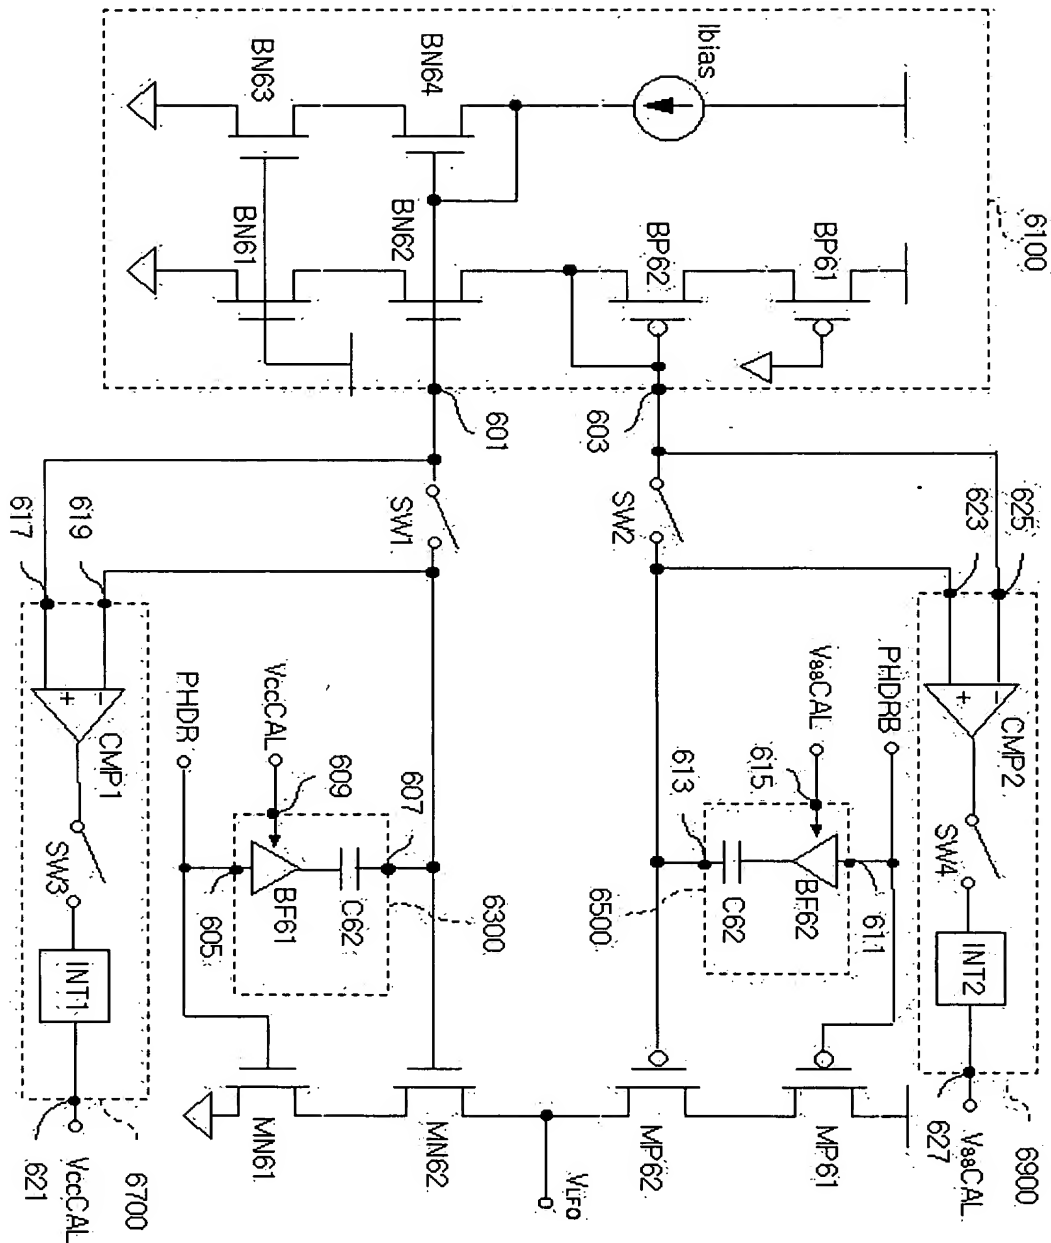 6100
6900
625
CMP2
623
SW4
INT2
V88CAL
627
PHDRB
611
BP61
MP61
V88CAL
615
BF62
C62
Ibias
613
6500
BP62
MP62
SW2
603
VLFO
601
SW1
6300
BN64
BN62
MN62
607
C62
609
BF61
BN63
BN61
VccCAL
605
MN61
PHDR
6700
619
CMP1
SW3
INT1
VccCAL
617
621
+
−
+
−